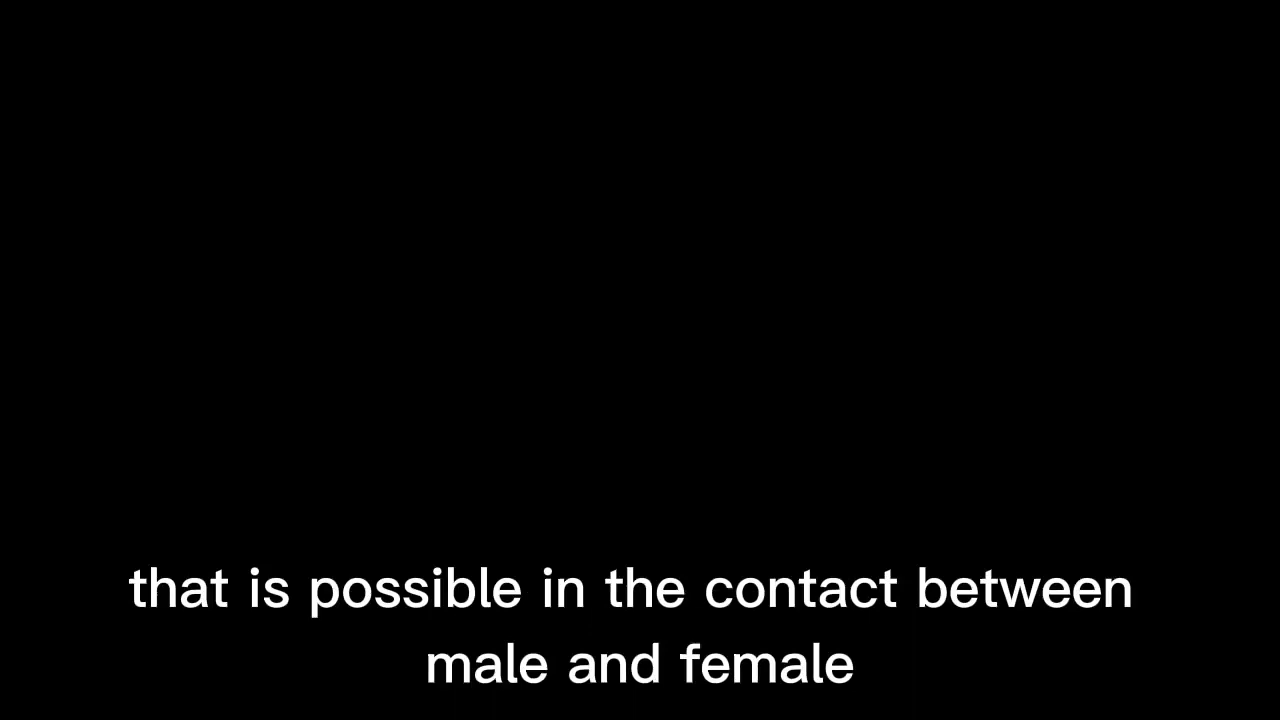 that is possible in the contact between
male and female